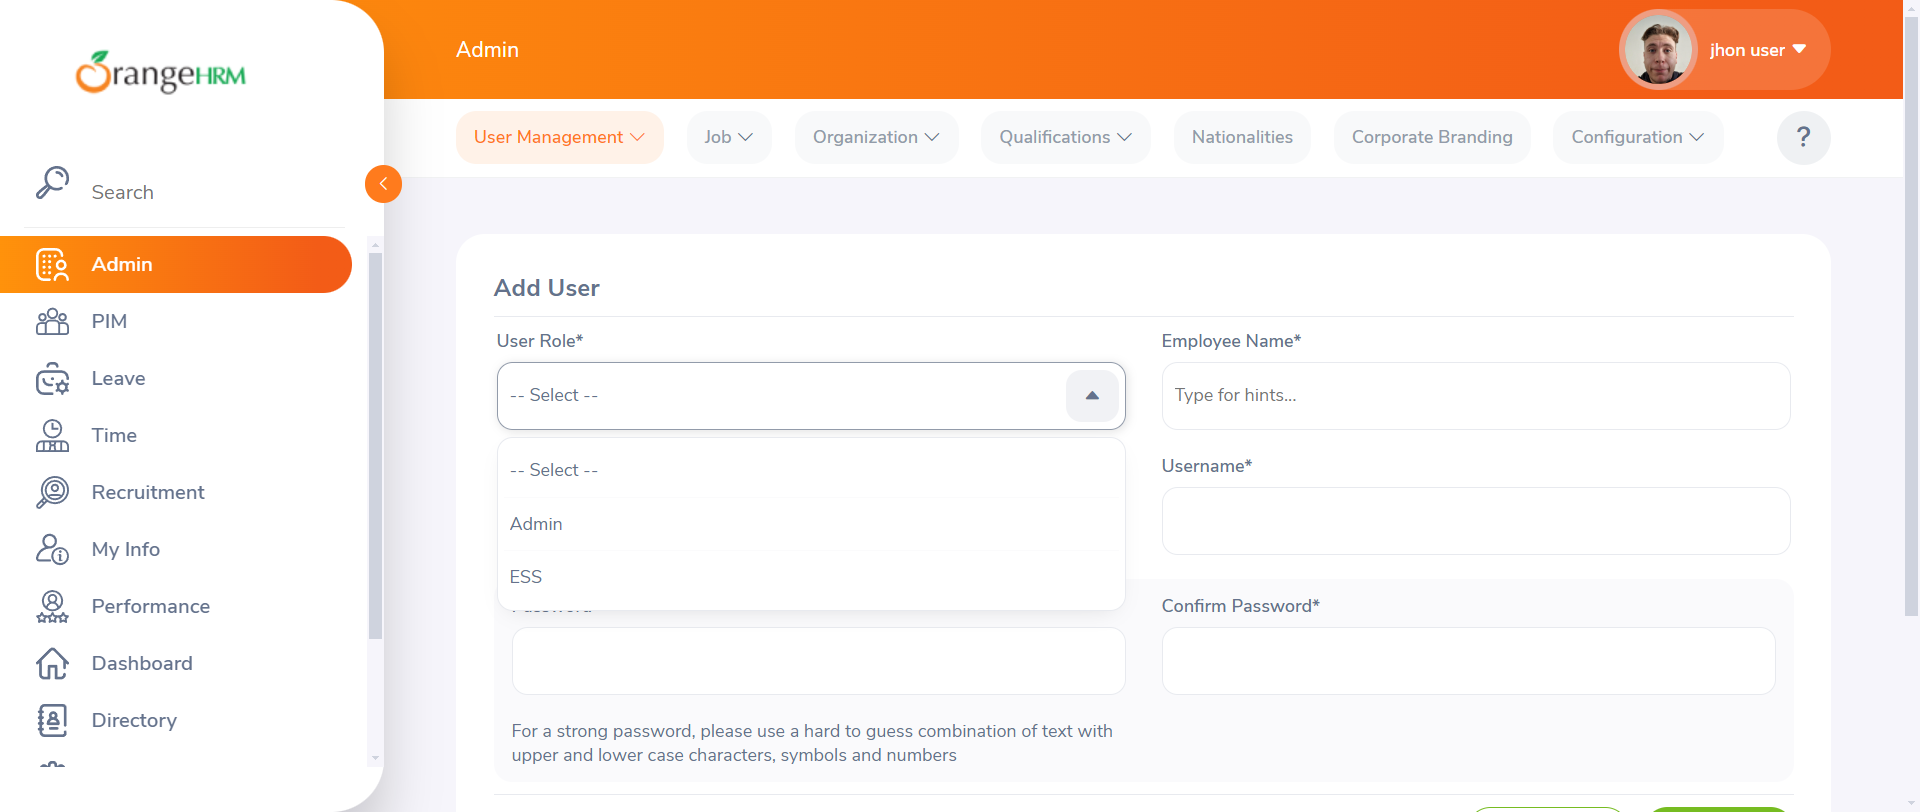 OrangeHRM
Admin
jhon user
User Management
Job
Organization
Qualifications
Nationalities
Corporate Branding
Configuration
?
Search
Admin
PIM
Leave
Time
Recruitment
My Info
Performance
Dashboard
Directory
Add User
User Role*
Employee Name*
-- Select --
Type for hints...
-- Select --
Admin
ESS
Username*
Confirm Password*
For a strong password, please use a hard to guess combination of text with
upper and lower case characters, symbols and numbers